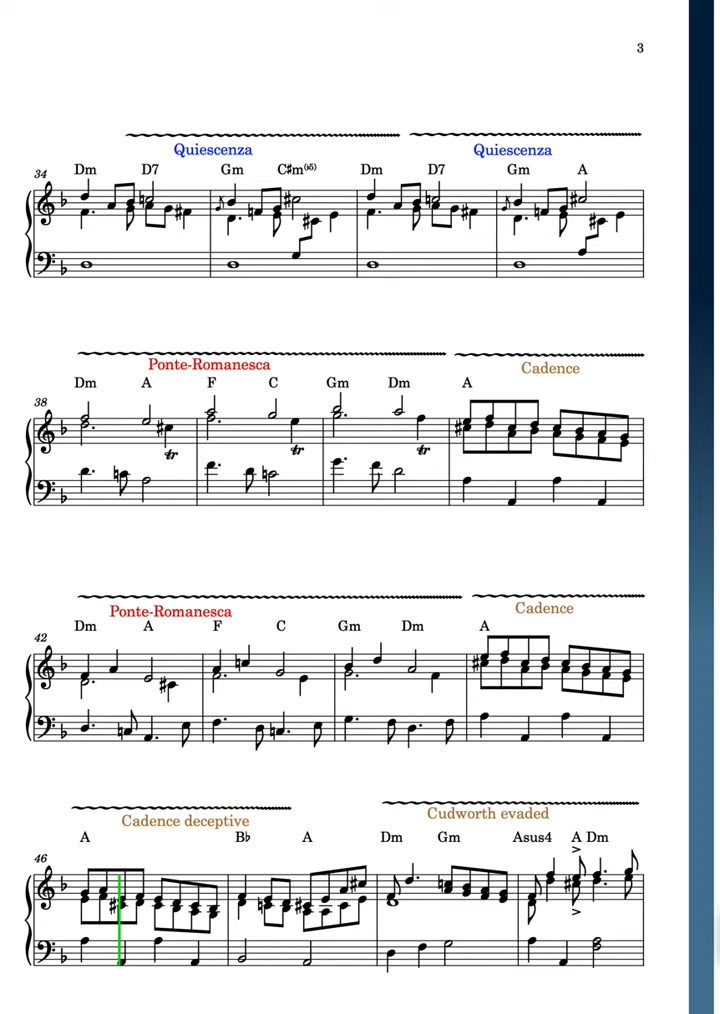 3
Quiescenza Quiescenza
34 Dm D7 Gm C♯m(♭5) Dm D7 Gm A
Ponte-Romanesca Cadence
38 Dm A F C Gm Dm A
tr tr tr
Ponte-Romanesca Cadence
42 Dm A F C Gm Dm A
Cadence deceptive Cudworth evaded
46 A B♭ A Dm Gm Asus4 A Dm